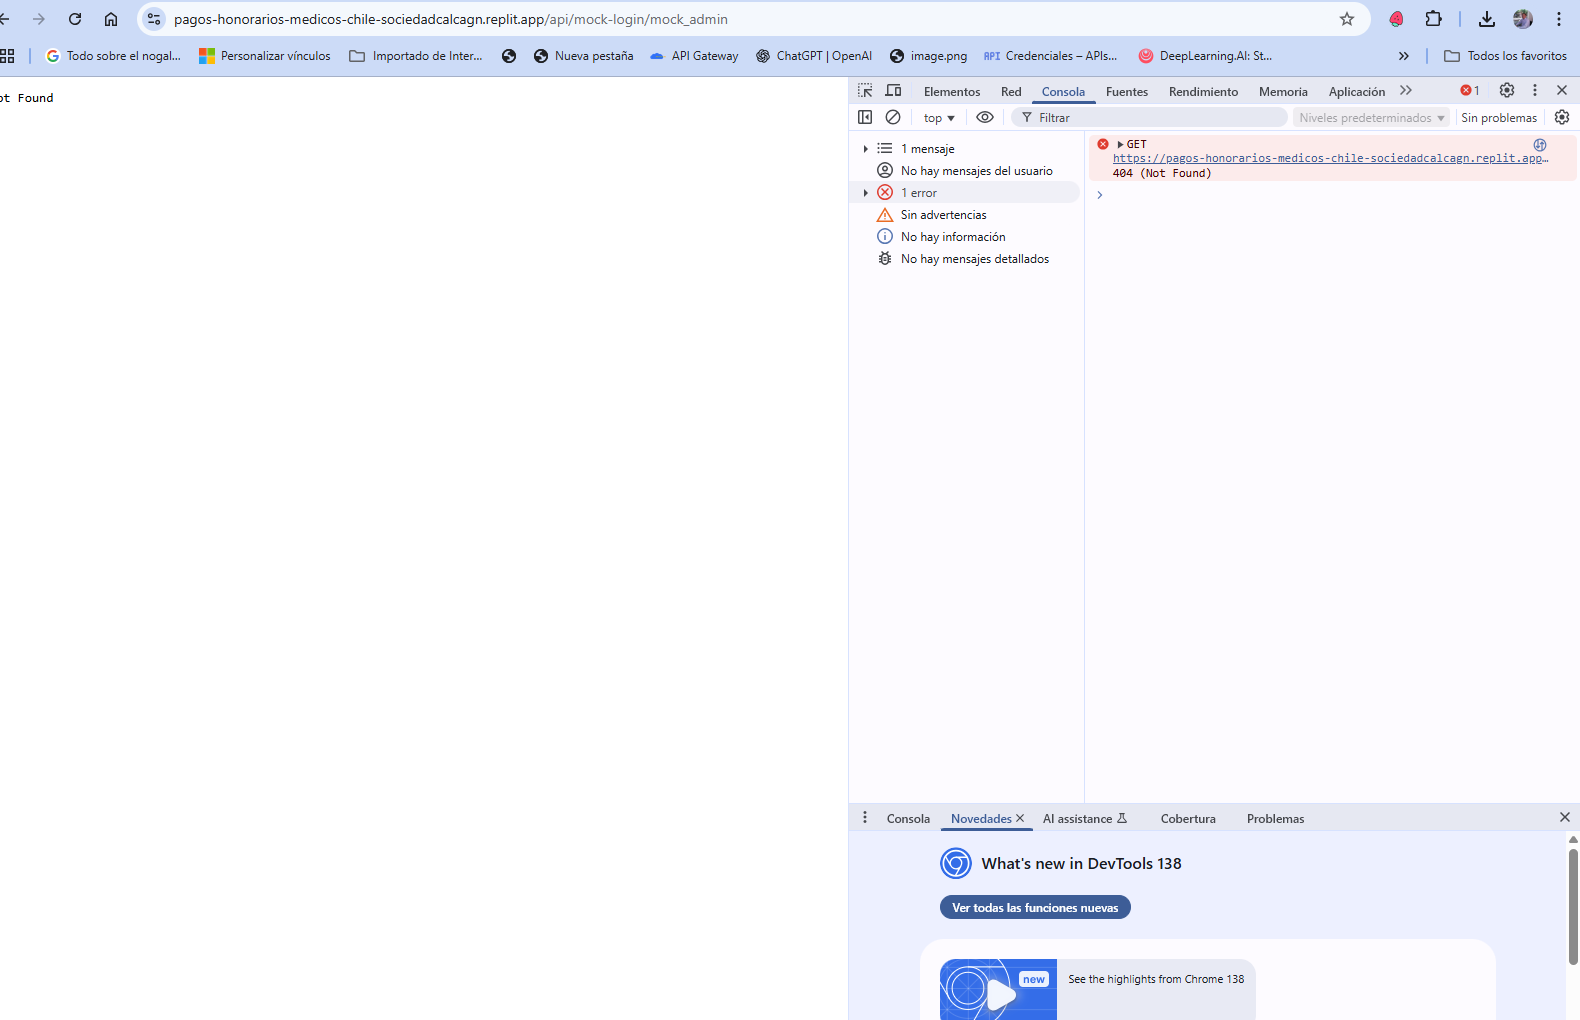 pagos-honorarios-medicos-chile-sociedadcalcagn.replit.app/api/mock-login/mock_admin
Todo sobre el nogal... Personalizar vínculos Importado de Inter... Nueva pestaña API Gateway ChatGPT | OpenAI image.png API Credenciales – APIs... DeepLearning.AI: St... » Todos los favoritos
ot Found
Elementos Red Consola Fuentes Rendimiento Memoria Aplicación 1
top Filtrar Niveles predeterminados Sin problemas
1 mensaje
No hay mensajes del usuario
1 error
Sin advertencias
No hay información
No hay mensajes detallados
GET
https://pagos-honorarios-medicos-chile-sociedadcalcagn.replit.app…
404 (Not Found)
Consola Novedades AI assistance Cobertura Problemas
What's new in DevTools 138
Ver todas las funciones nuevas
new
See the highlights from Chrome 138